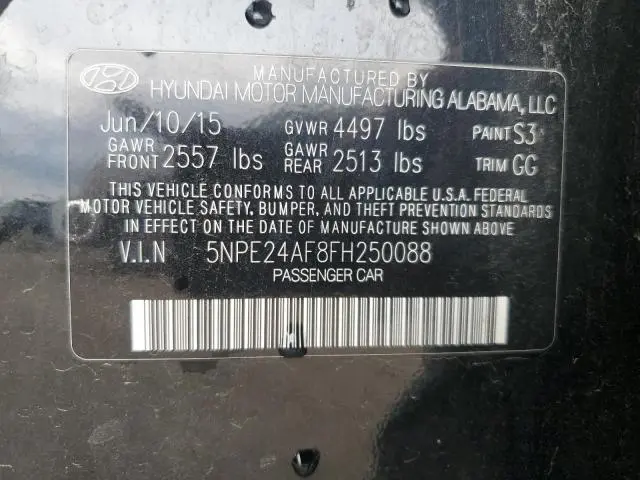 MANUFACTURED BY
HYUNDAI MOTOR MANUFACTURING ALABAMA, LLC
Jun/10/15 GVWR 4497 lbs PAINT S3
GAWR FRONT 2557 lbs GAWR REAR 2513 lbs TRIM GG
THIS VEHICLE CONFORMS TO ALL APPLICABLE U.S.A. FEDERAL
MOTOR VEHICLE SAFETY, BUMPER, AND THEFT PREVENTION STANDARDS
IN EFFECT ON THE DATE OF MANUFACTURE SHOWN ABOVE.
V.I.N 5NPE24AF8FH250088
PASSENGER CAR